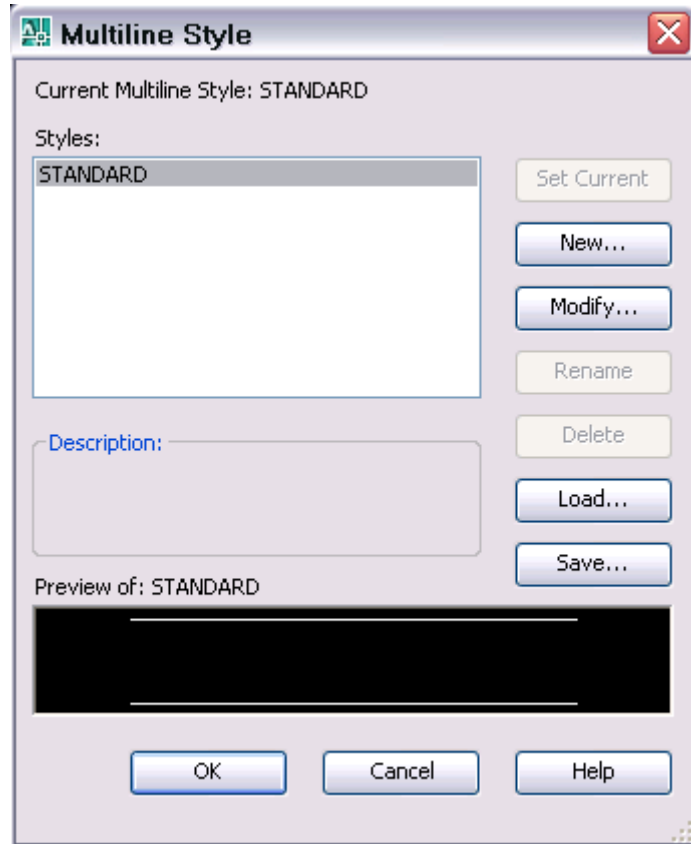 Multiline Style
Current Multiline Style: STANDARD
Styles:
STANDARD
Set Current
New...
Modify...
Rename
Delete
Load...
Save...
Description:
Preview of: STANDARD
OK
Cancel
Help